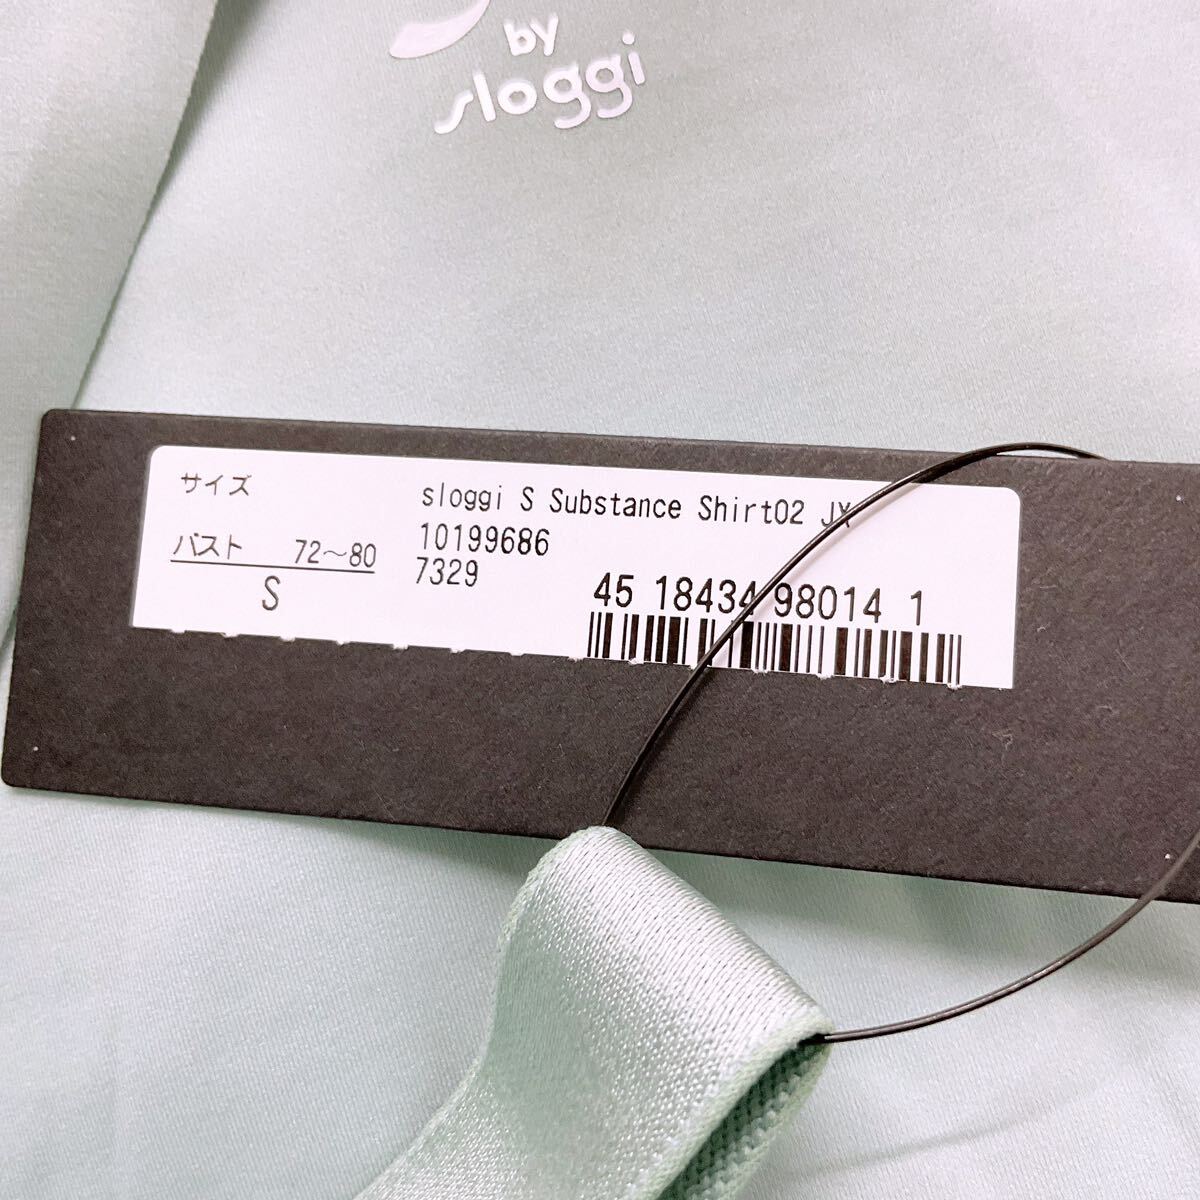 by
sloggi
サイズ
バスト 72～80
S
sloggi S Substance Shirt02 JX
10199686
7329
45 18434 98014 1